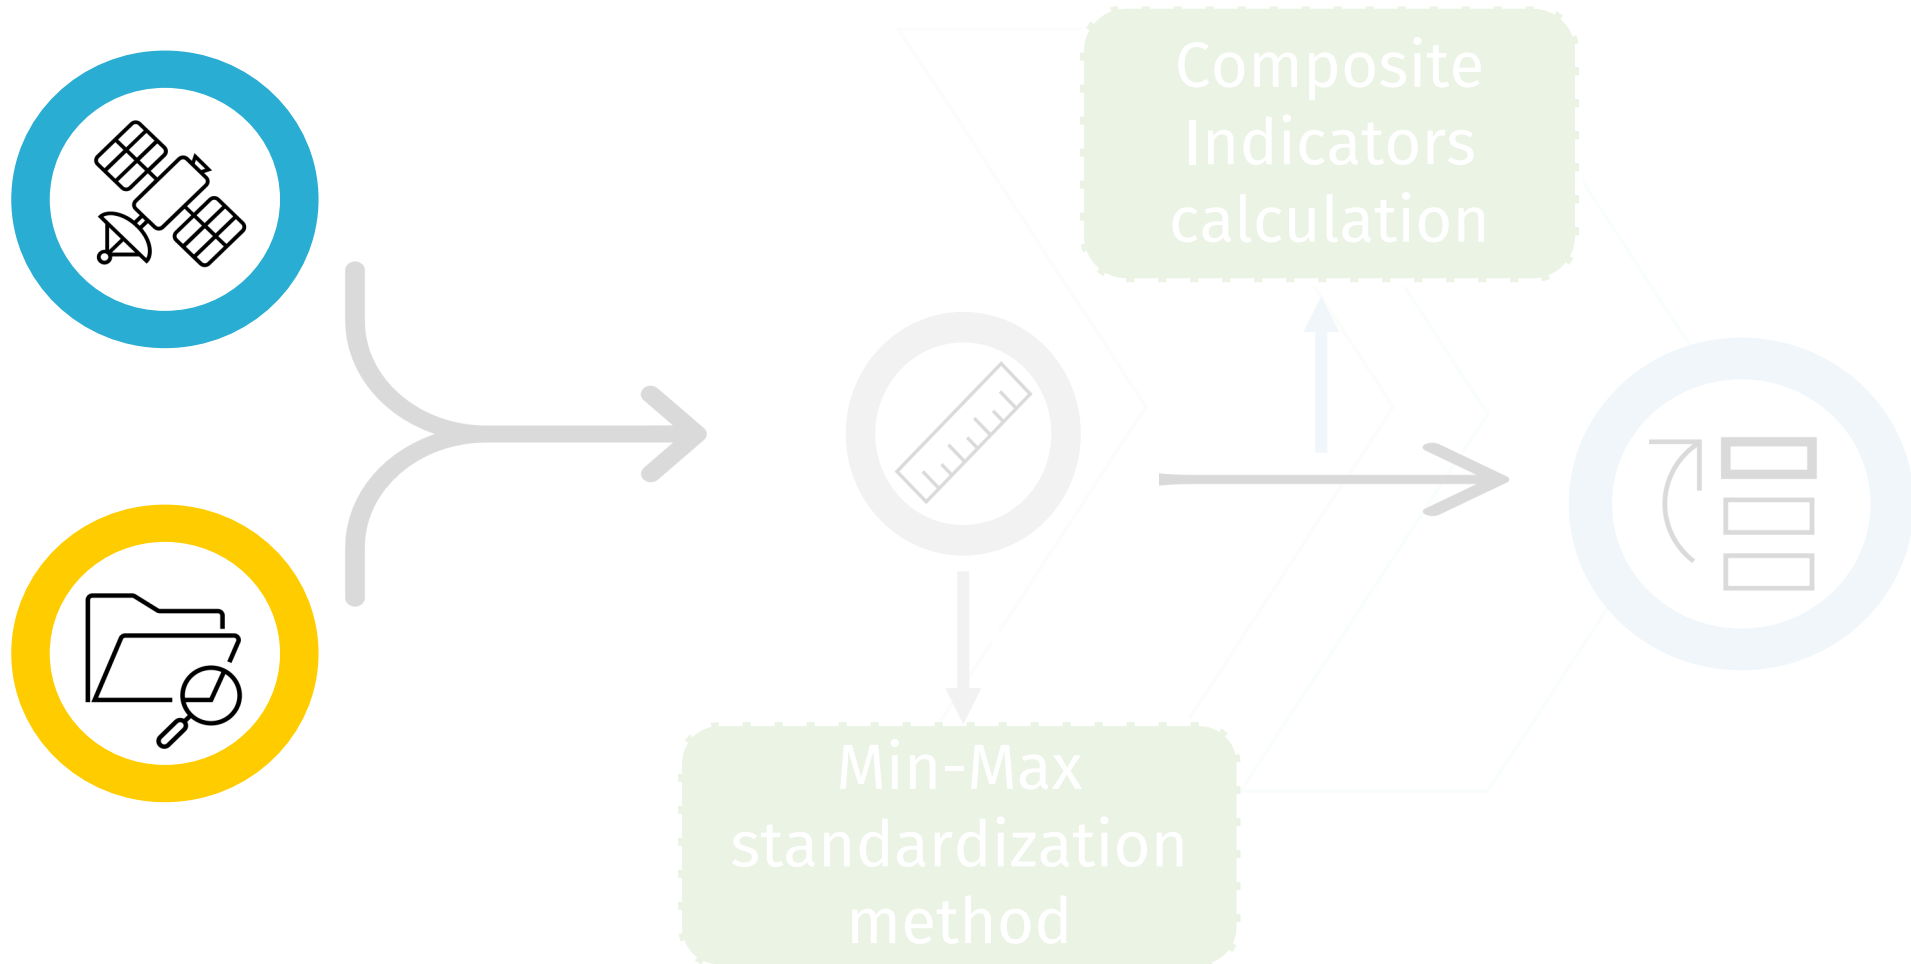 Composite
Indicators
calculation
Min-Max
standardization
method